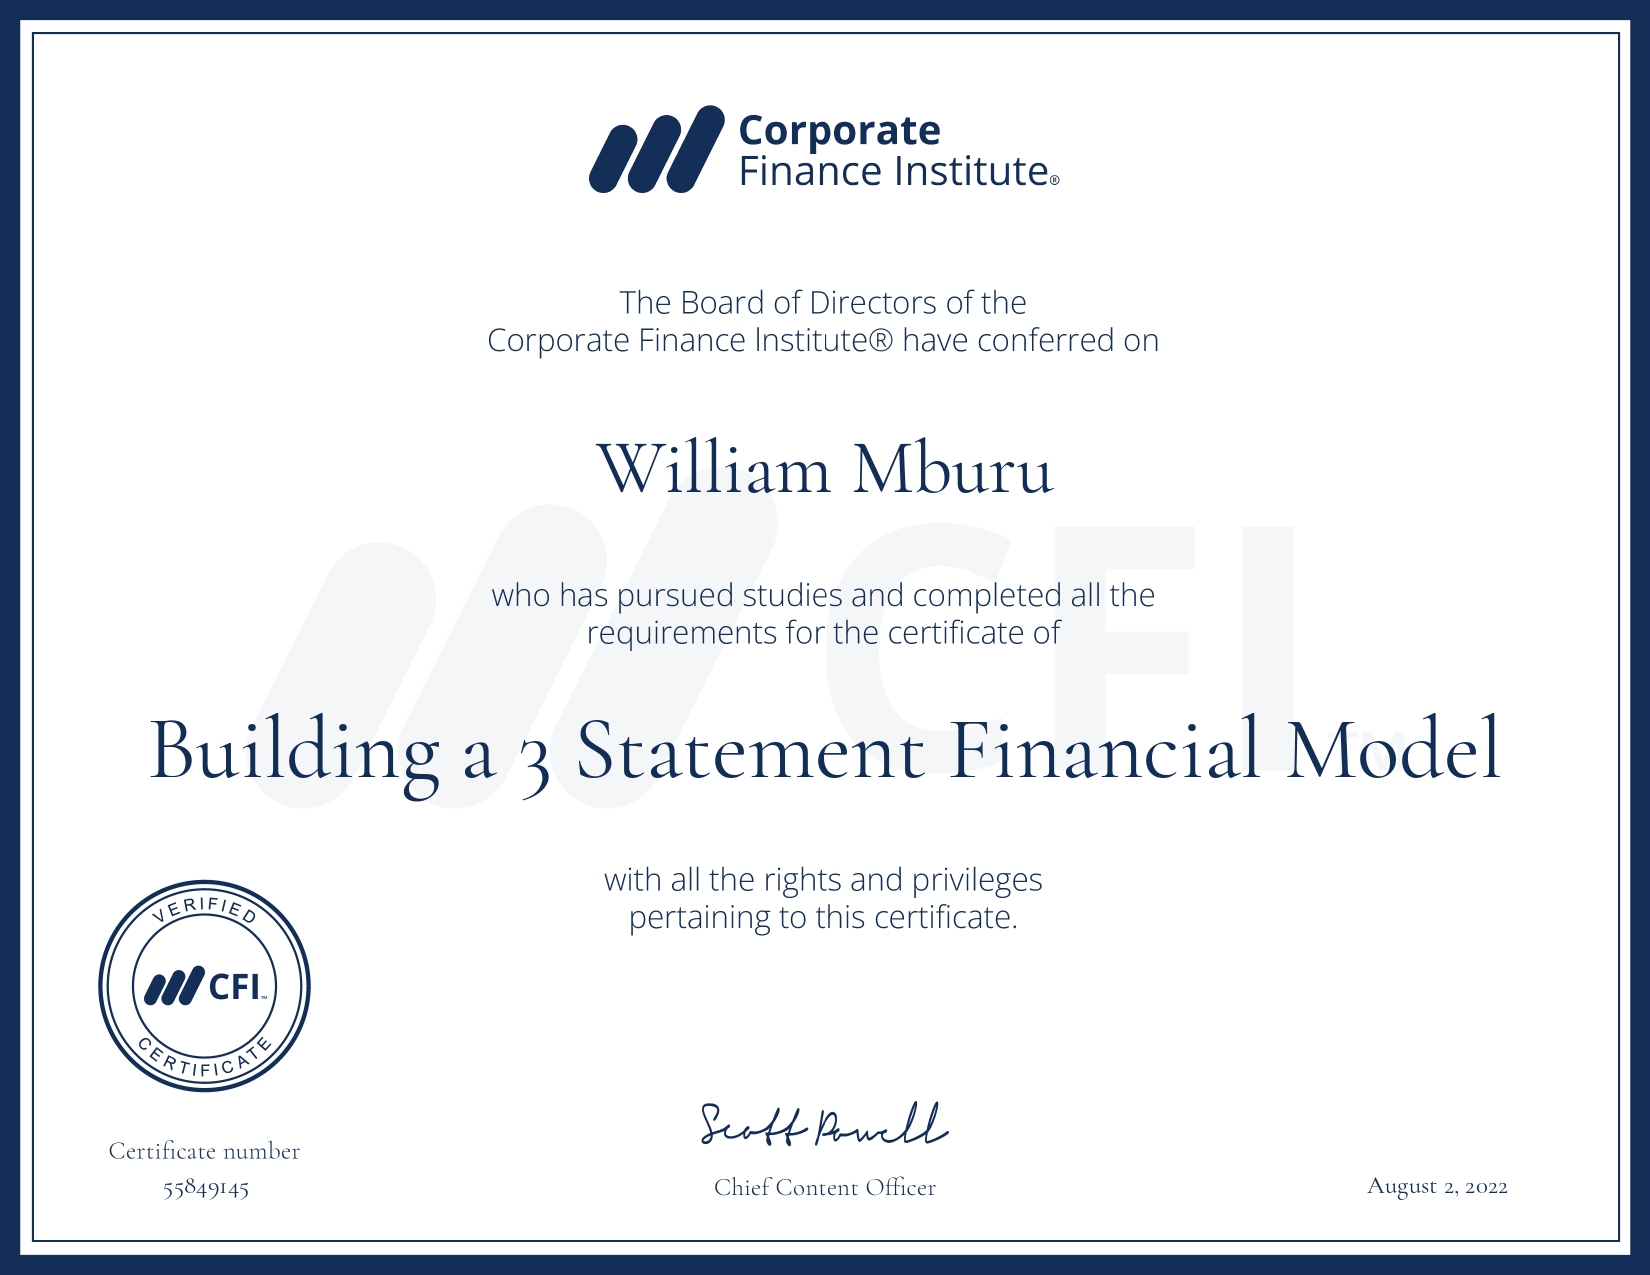 Corporate
Finance Institute®
The Board of Directors of the
Corporate Finance Institute® have conferred on
William Mburu
CFI
TM
who has pursued studies and completed all the
requirements for the certificate of
Building a 3 Statement Financial Model
with all the rights and privileges
pertaining to this certificate.
VERIFIED
CFI™
CERTIFICATE
Scott Powell
Certificate number
55849145
Chief Content Officer
August 2, 2022